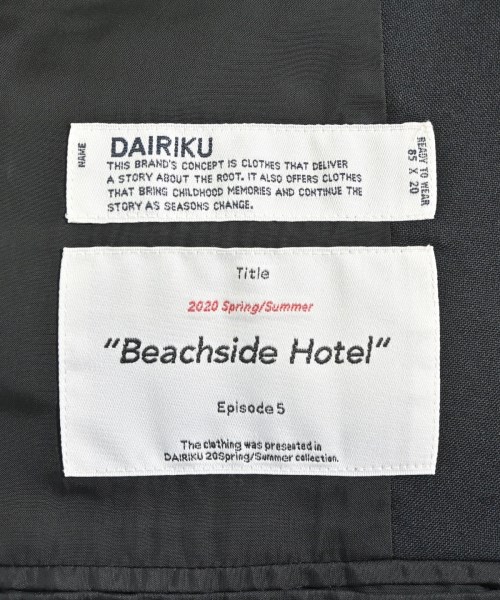 NAME
DAIRIKU
THIS BRAND'S CONCEPT IS CLOTHES THAT DELIVER
A STORY ABOUT THE ROOT. IT ALSO OFFERS CLOTHES
THAT BRING CHILDHOOD MEMORIES AND CONTINUE THE
STORY AS SEASONS CHANGE.
READY TO WEAR
85 X 20
Title
2020 Spring/Summer
"Beachside Hotel"
Episode 5
The clothing was presented in
DAIRIKU 20Spring/Summer collection.